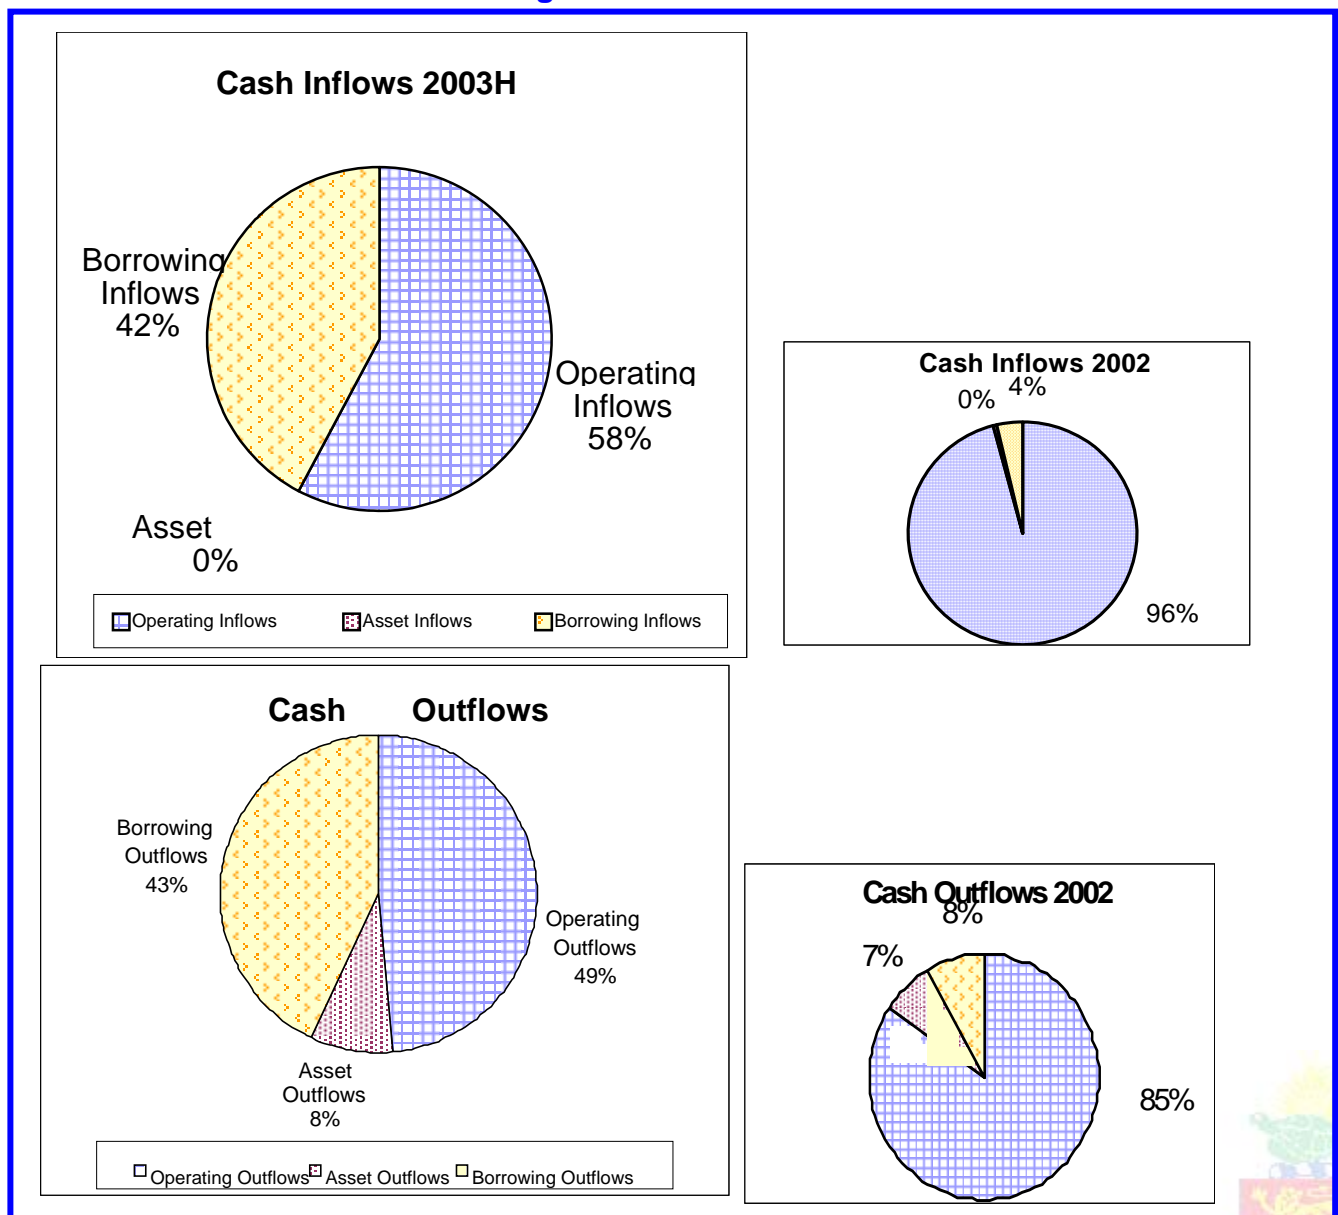 Cash Inflows 2003H
Borrowing
Inflows
42%
Operating
Inflows
58%
Asset
0%
Operating Inflows Asset Inflows Borrowing Inflows
Cash Inflows 2002
0% 4%
96%
Cash Outflows
Borrowing
Outflows
43%
Operating
Outflows
49%
Asset
Outflows
8%
Operating Outflows Asset Outflows Borrowing Outflows
Cash Outflows 2002
8%
7%
85%